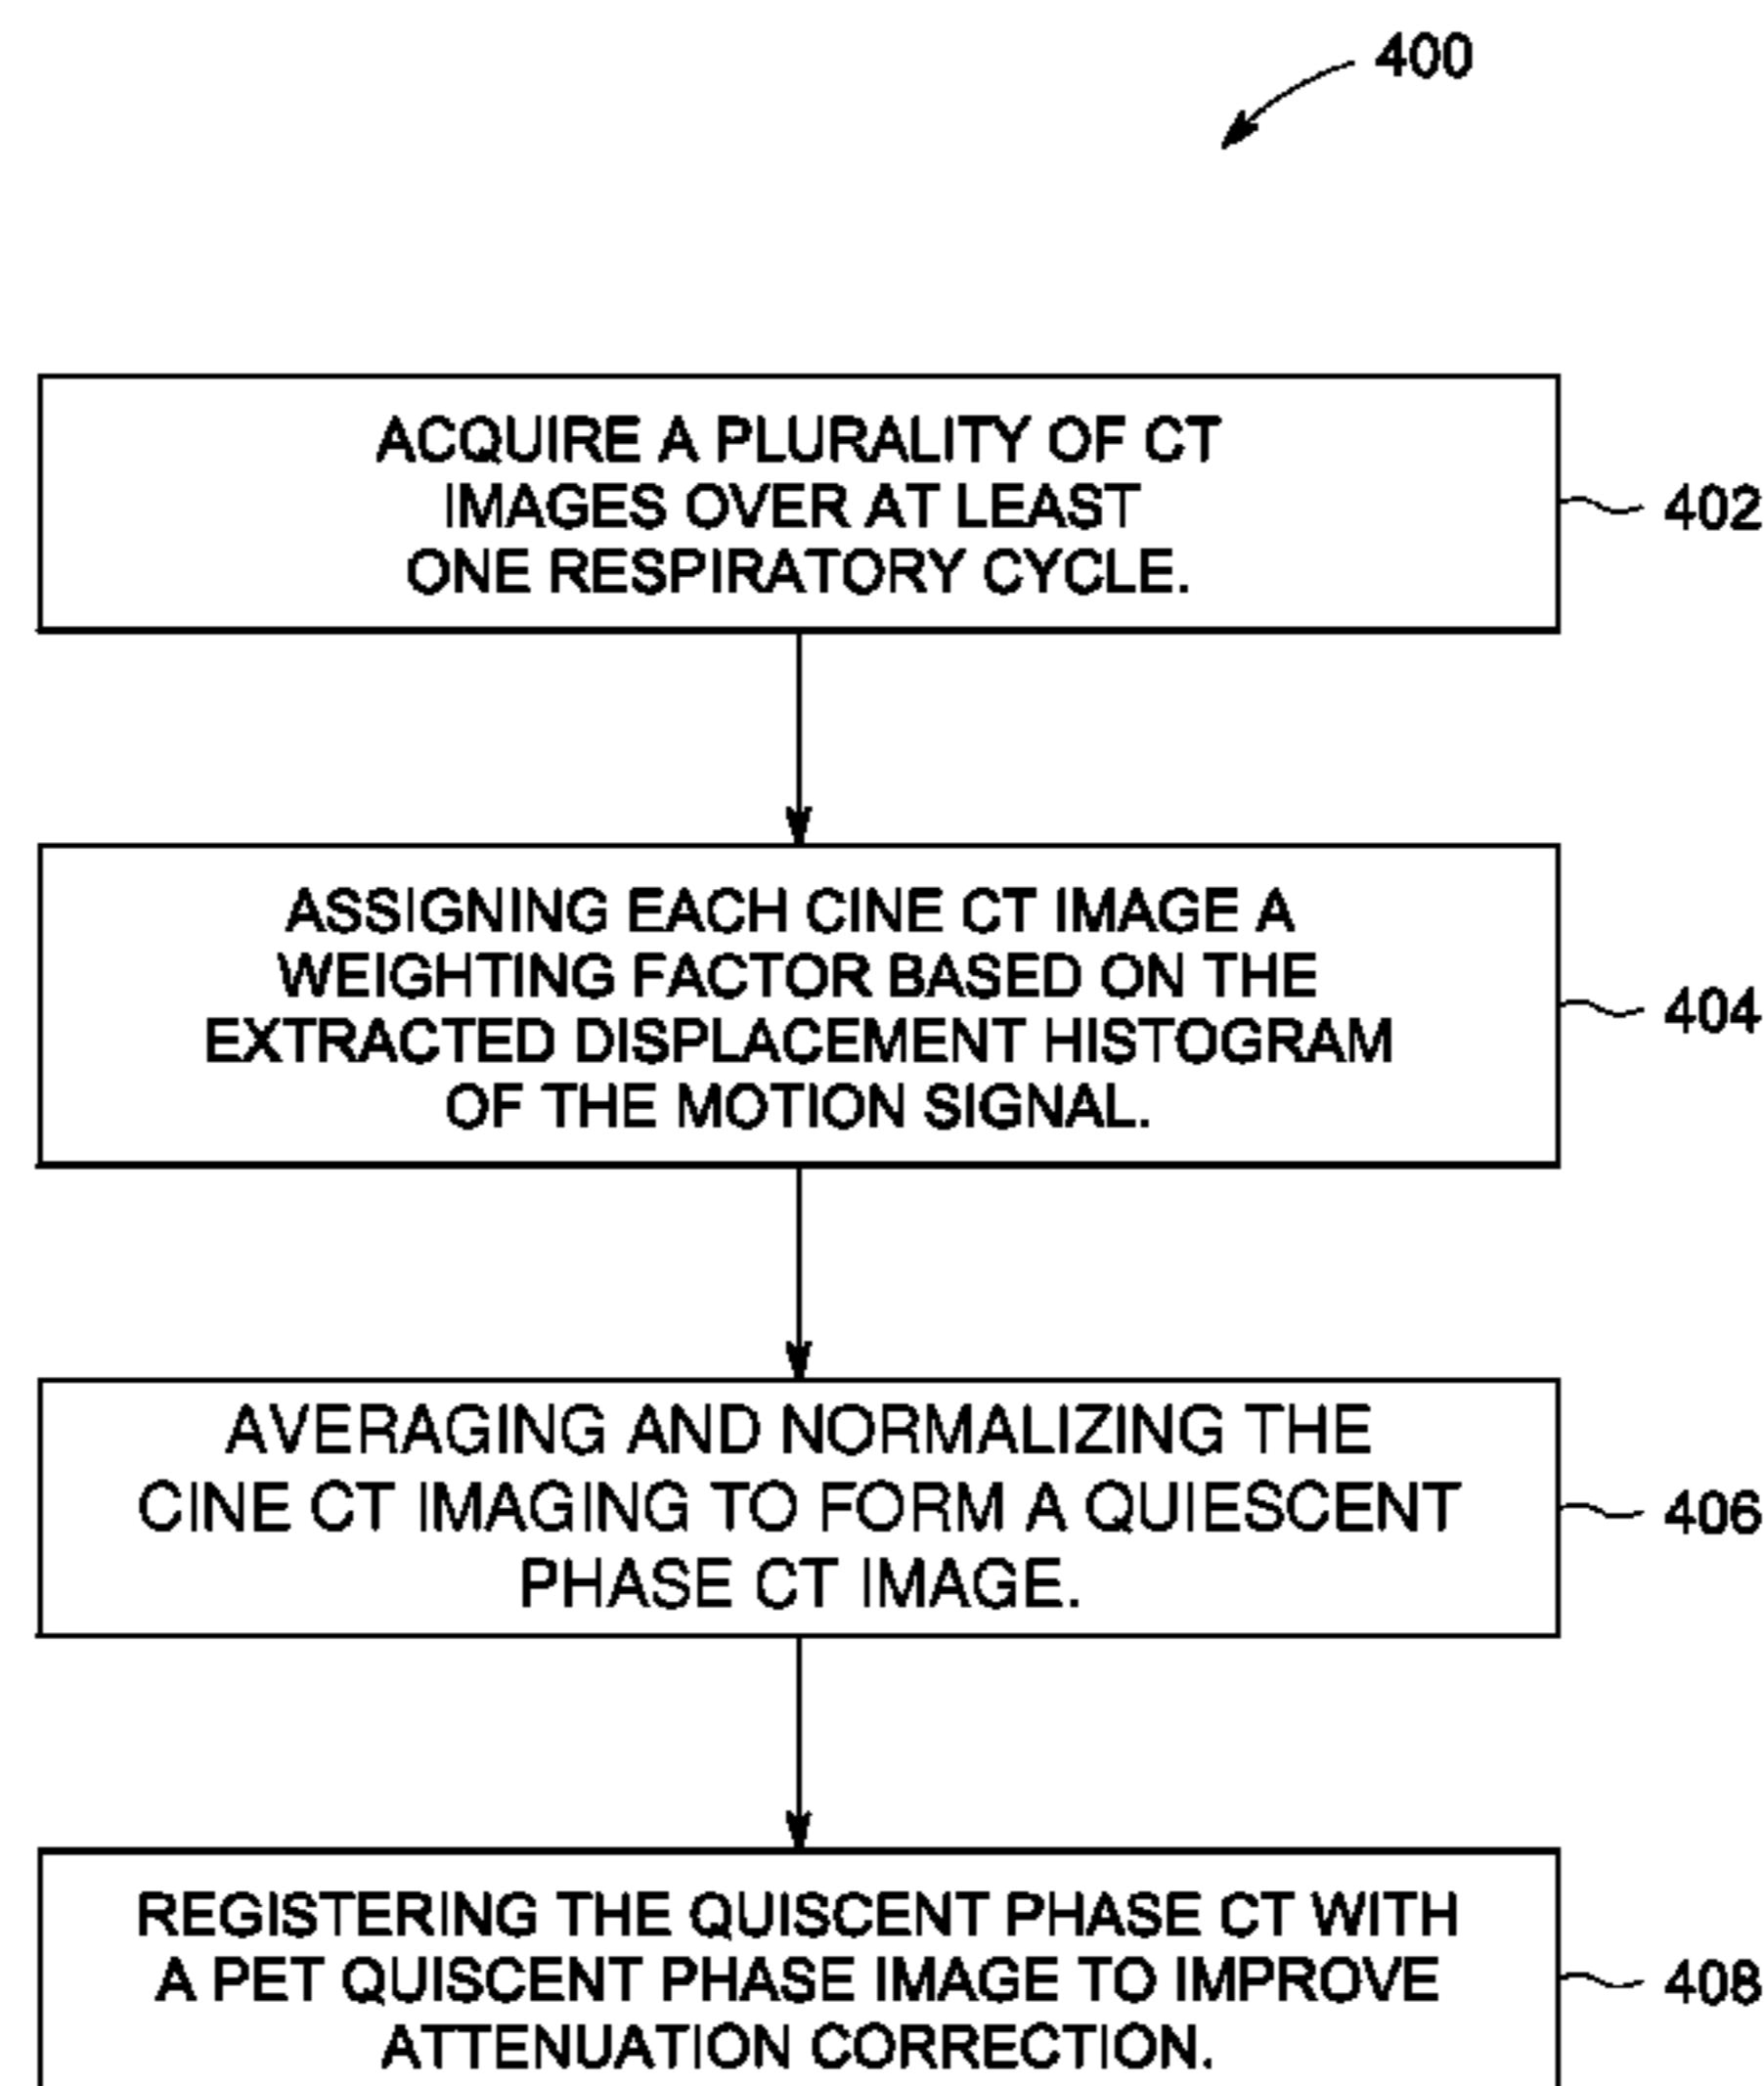 400
ACQUIRE A PLURALITY OF CT
IMAGES OVER AT LEAST
ONE RESPIRATORY CYCLE.
402
ASSIGNING EACH CINE CT IMAGE A
WEIGHTING FACTOR BASED ON THE
EXTRACTED DISPLACEMENT HISTOGRAM
OF THE MOTION SIGNAL.
404
AVERAGING AND NORMALIZING THE
CINE CT IMAGING TO FORM A QUIESCENT
PHASE CT IMAGE.
406
REGISTERING THE QUISCENT PHASE CT WITH
A PET QUISCENT PHASE IMAGE TO IMPROVE
ATTENUATION CORRECTION.
408